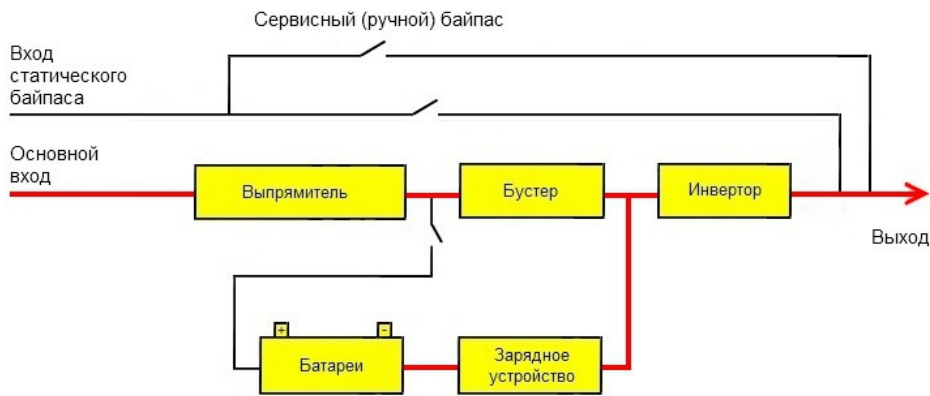 Сервисный (ручной) байпас
Вход
статического
байпаса
Основной
вход
Выпрямитель
Бустер
Инвертор
Выход
+
-
Батареи
Зарядное
устройство